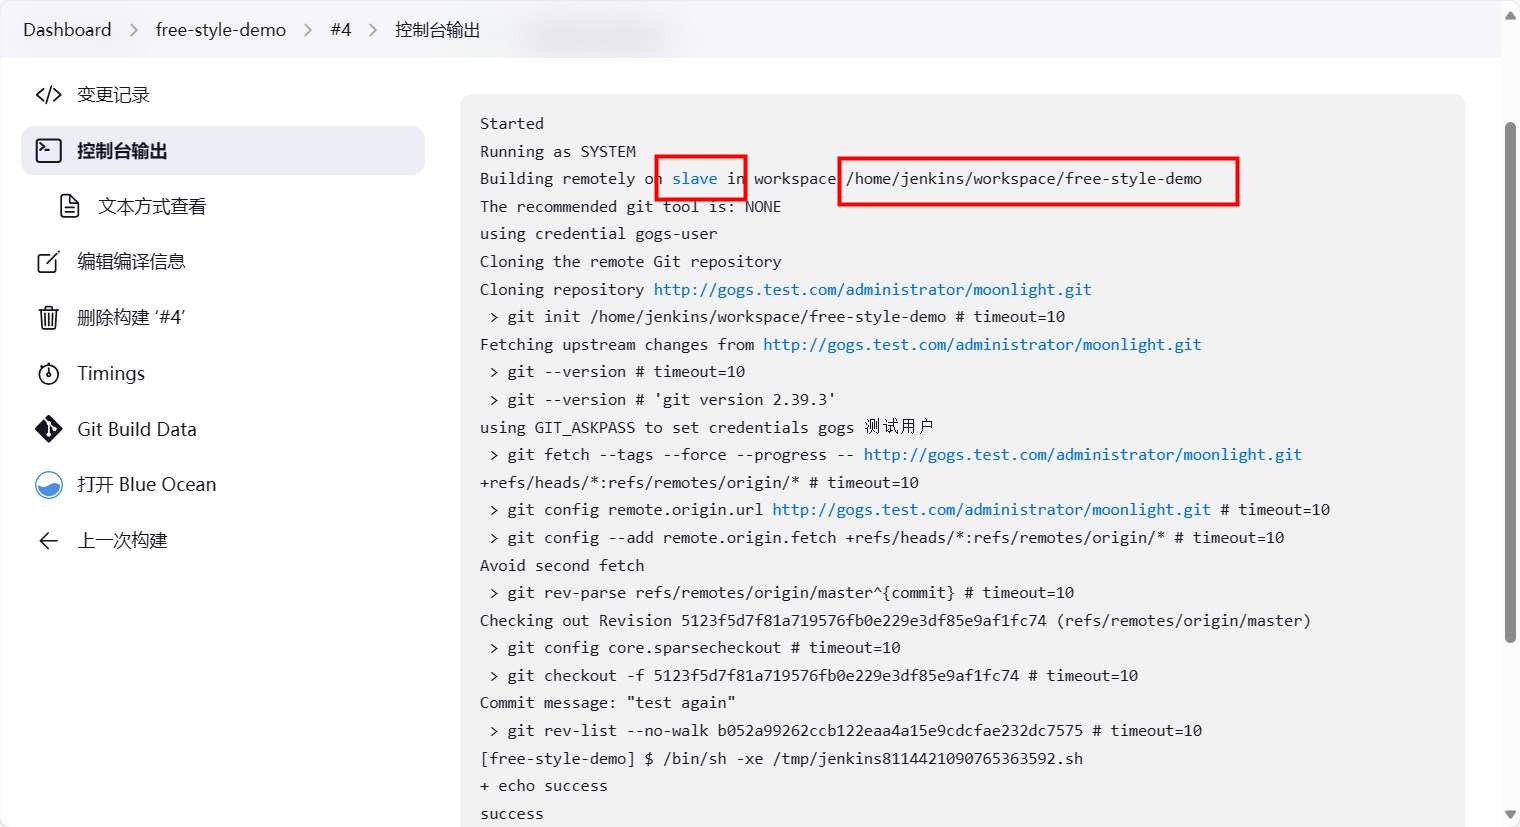 Dashboard > free-style-demo > #4 > 控制台输出
变更记录
控制台输出
文本方式查看
编辑编译信息
删除构建 ‘#4’
Timings
Git Build Data
打开 Blue Ocean
上一次构建
Started
Running as SYSTEM
Building remotely on slave in workspace /home/jenkins/workspace/free-style-demo
The recommended git tool is: NONE
using credential gogs-user
Cloning the remote Git repository
Cloning repository http://gogs.test.com/administrator/moonlight.git
> git init /home/jenkins/workspace/free-style-demo # timeout=10
Fetching upstream changes from http://gogs.test.com/administrator/moonlight.git
> git --version # timeout=10
> git --version # 'git version 2.39.3'
using GIT_ASKPASS to set credentials gogs 测试用户
> git fetch --tags --force --progress -- http://gogs.test.com/administrator/moonlight.git
+refs/heads/*:refs/remotes/origin/* # timeout=10
> git config remote.origin.url http://gogs.test.com/administrator/moonlight.git # timeout=10
> git config --add remote.origin.fetch +refs/heads/*:refs/remotes/origin/* # timeout=10
Avoid second fetch
> git rev-parse refs/remotes/origin/master^{commit} # timeout=10
Checking out Revision 5123f5d7f81a719576fb0e229e3df85e9af1fc74 (refs/remotes/origin/master)
> git config core.sparsecheckout # timeout=10
> git checkout -f 5123f5d7f81a719576fb0e229e3df85e9af1fc74 # timeout=10
Commit message: "test again"
> git rev-list --no-walk b052a99262ccb122eaa4a15e9cdcfae232dc7575 # timeout=10
[free-style-demo] $ /bin/sh -xe /tmp/jenkins8114421090765363592.sh
+ echo success
success